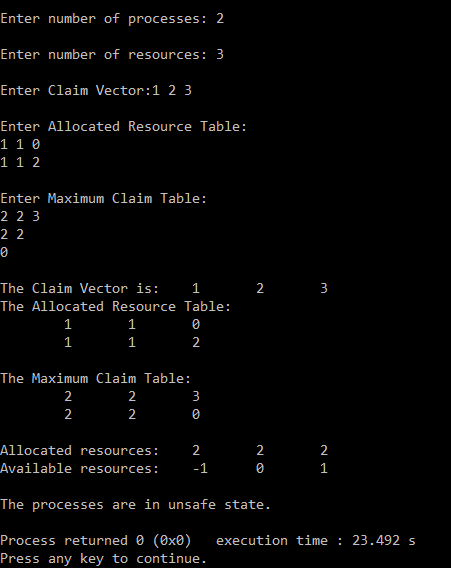 Enter number of processes: 2
Enter number of resources: 3
Enter Claim Vector:1 2 3
Enter Allocated Resource Table:
1 1 0
1 1 2
Enter Maximum Claim Table:
2 2 3
2 2
0
The Claim Vector is: 1 2 3
The Allocated Resource Table:
1 1 0
1 1 2
The Maximum Claim Table:
2 2 3
2 2 0
Allocated resources: 2 2 2
Available resources: -1 0 1
The processes are in unsafe state.
Process returned 0 (0x0) execution time : 23.492 s
Press any key to continue.